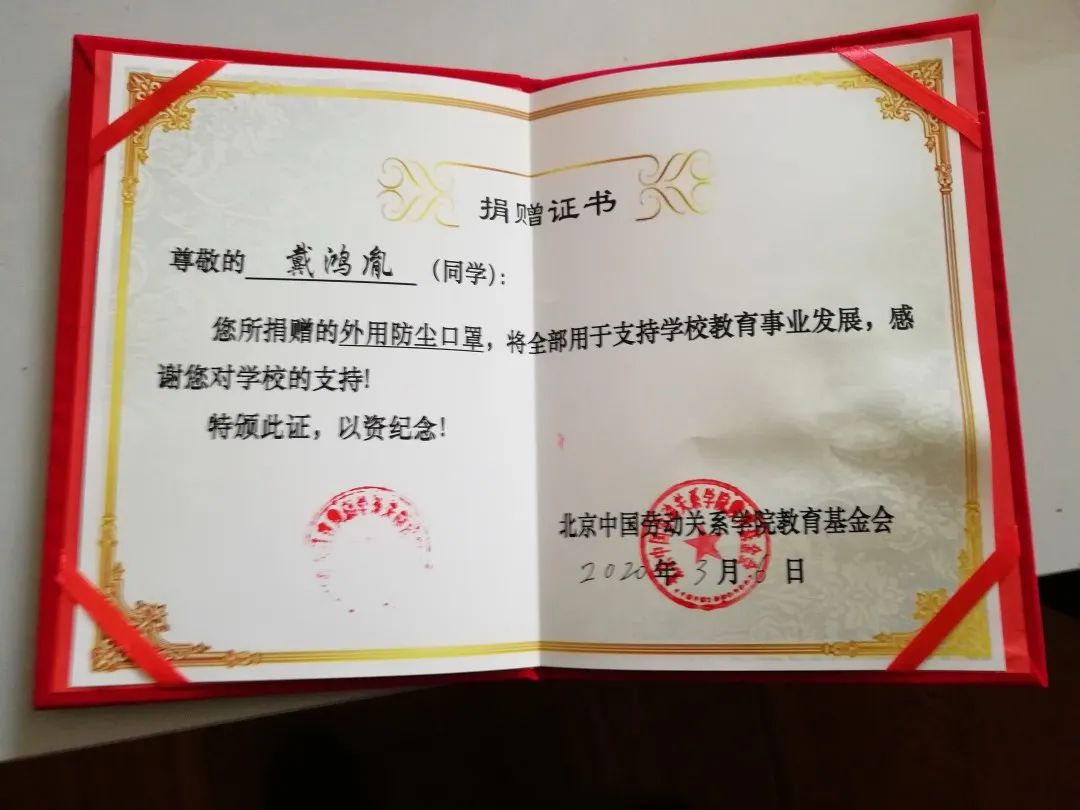 捐赠证书
尊敬的 戴鸿胤 (同学):
您所捐赠的外用防尘口罩，将全部用于支持学校教育事业发展，感
谢您对学校的支持!
特颁此证，以资纪念!
北京中国劳动关系学院教育基金会
2020年3月6日